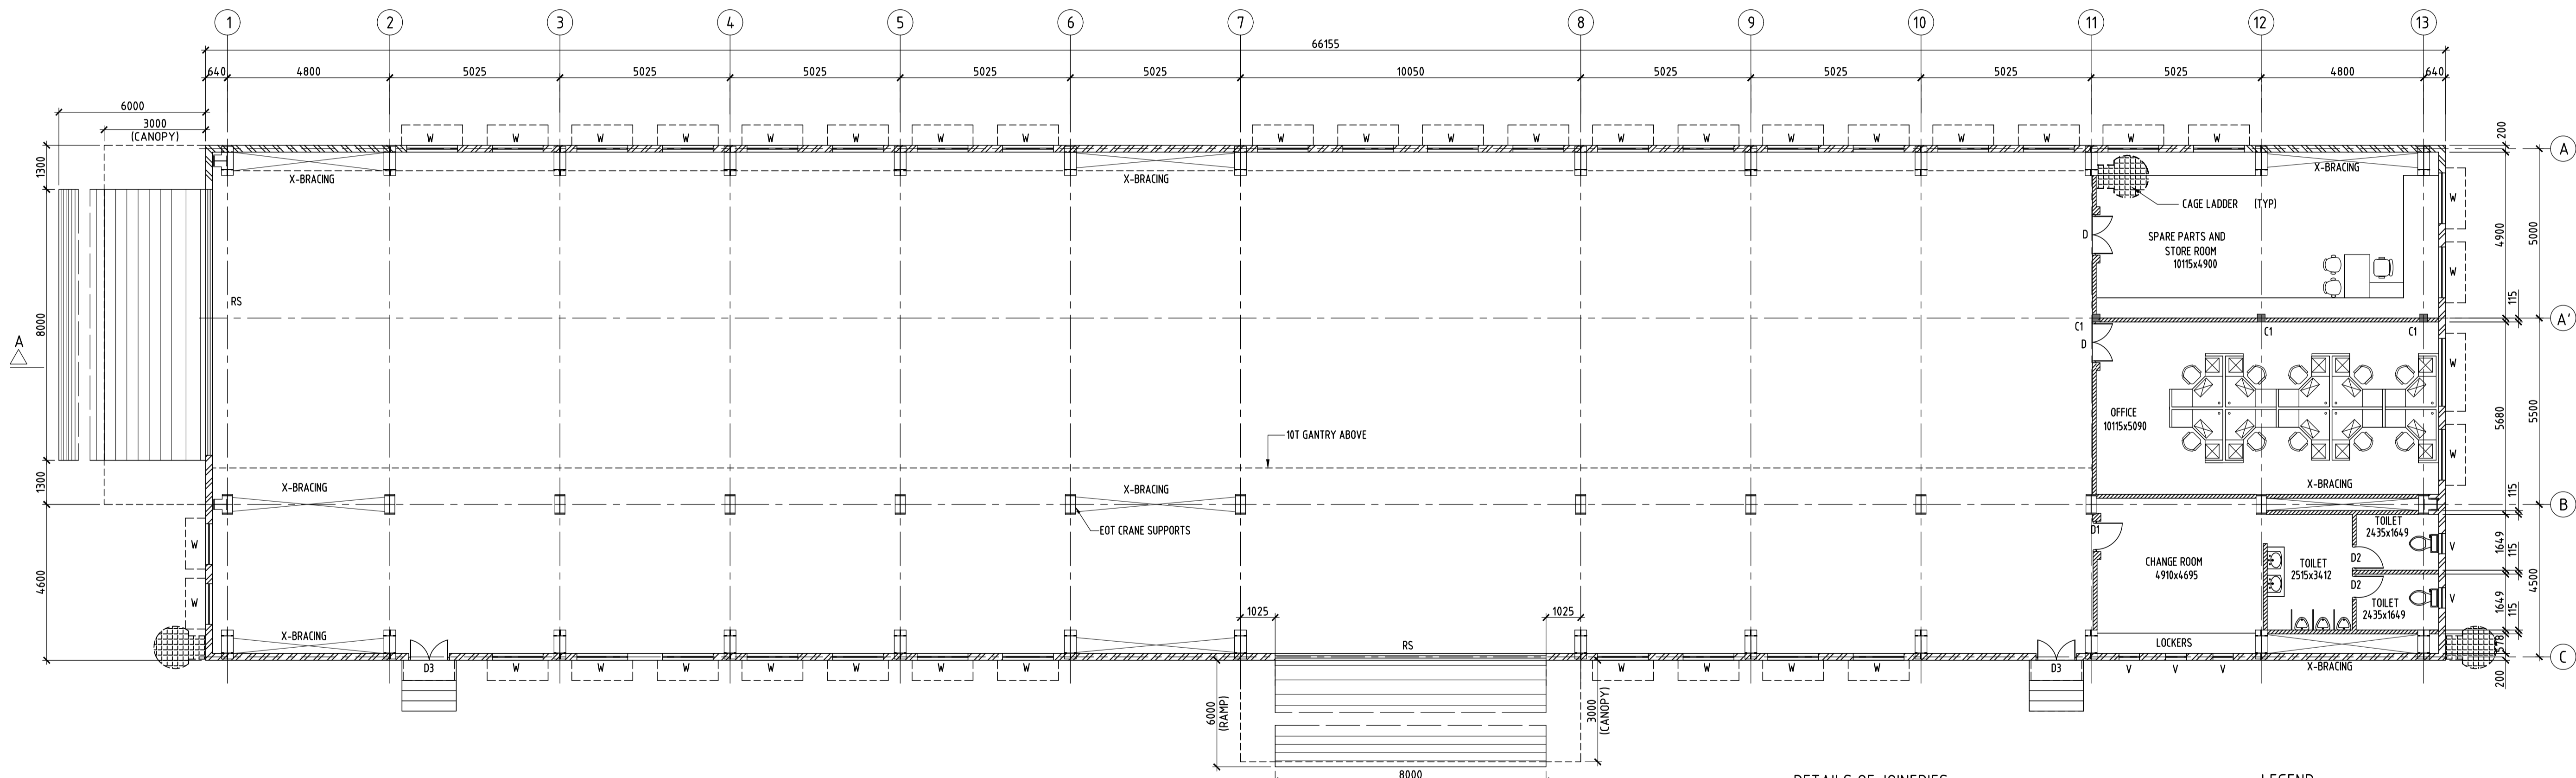 1 2 3 4 5 6 7 8 9 10 11 12 13
66155
640 4800 5025 5025 5025 5025 5025 10050 5025 5025 5025 5025 4800 640
6000
3000
(CANOPY)
200
W W W W W W W W W W W W W W W W W W W W
A
1300
X-BRACING
X-BRACING
X-BRACING
CAGE LADDER (TYP)
W
D
SPARE PARTS AND
STORE ROOM
10115x4900
4900
5000
W
RS
8000
115
A'
C1
C1
C1
A
D
W
OFFICE
10115x5090
5680
5500
10T GANTRY ABOVE
W
1300
X-BRACING
X-BRACING
X-BRACING
115
B
EOT CRANE SUPPORTS
D1
TOILET
2435x1649
W
V
1649
D2
CHANGE ROOM
4910x4695
TOILET
2515x3412
115
D2
4600
4500
W
TOILET
2435x1649
V
1649
1025
1025
115
X-BRACING
LOCKERS
578
RS
C
D3
W W W W W W W
W W W W
D3
V V V
X-BRACING
200
6000
(RAMP)
3000
(CANOPY)
8000
DETAILS OF JOINERIES
LEGEND